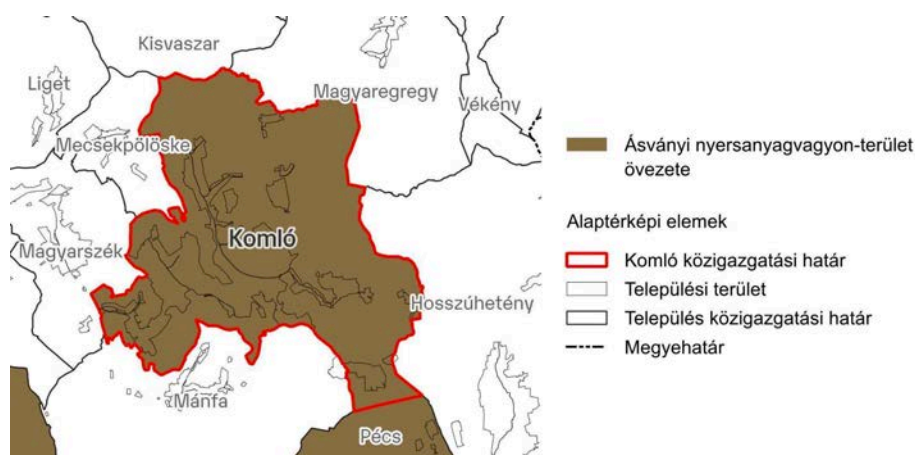 Kisvaszar
Liget
Magyaregregy
Vékény
Mecsekpölöske
Komló
Magyarszék
Hosszúhetény
Mánfa
Pécs
Ásványi nyersanyagvagyon-terület
övezete
Alaptérképi elemek
Komló közigazgatási határ
Települési terület
Település közigazgatási határ
Megyehatár